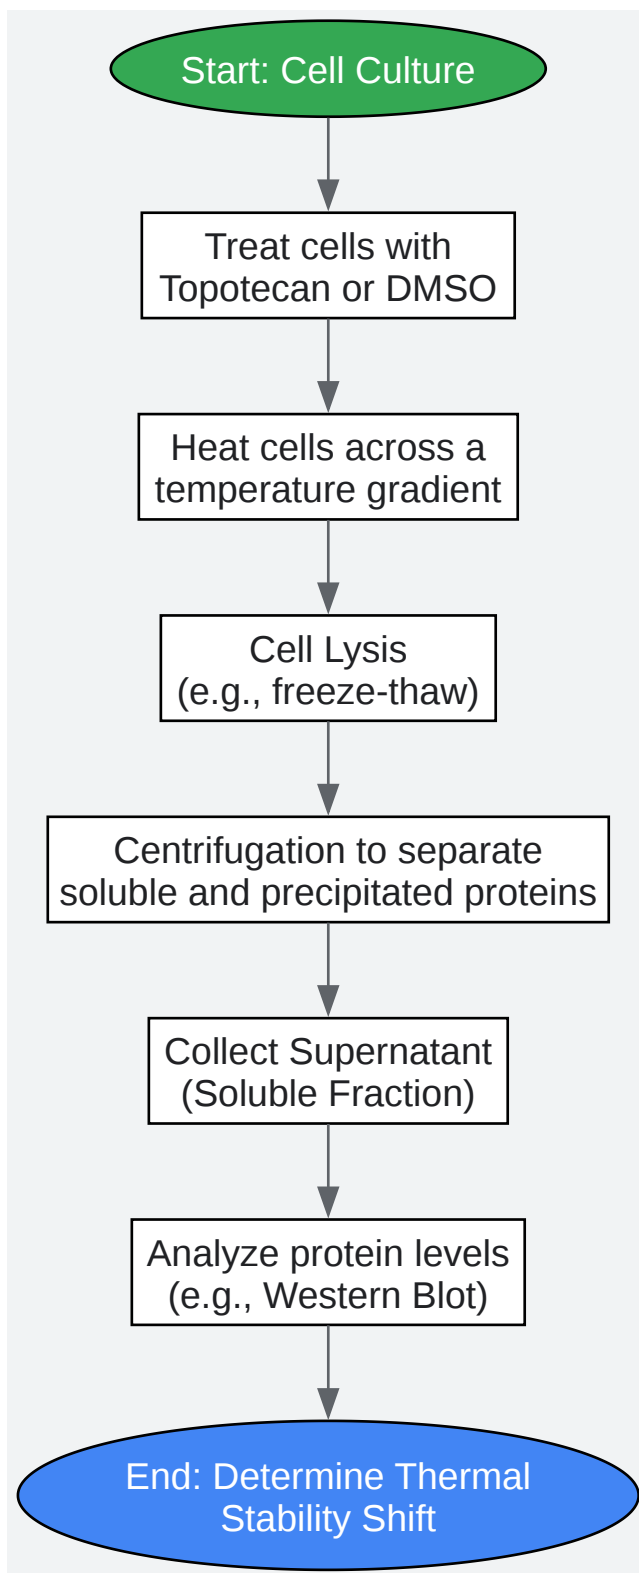 Start: Cell Culture
Treat cells with
Topotecan or DMSO
Heat cells across a
temperature gradient
Cell Lysis
(e.g., freeze-thaw)
Centrifugation to separate
soluble and precipitated proteins
Collect Supernatant
(Soluble Fraction)
Analyze protein levels
(e.g., Western Blot)
End: Determine Thermal
Stability Shift